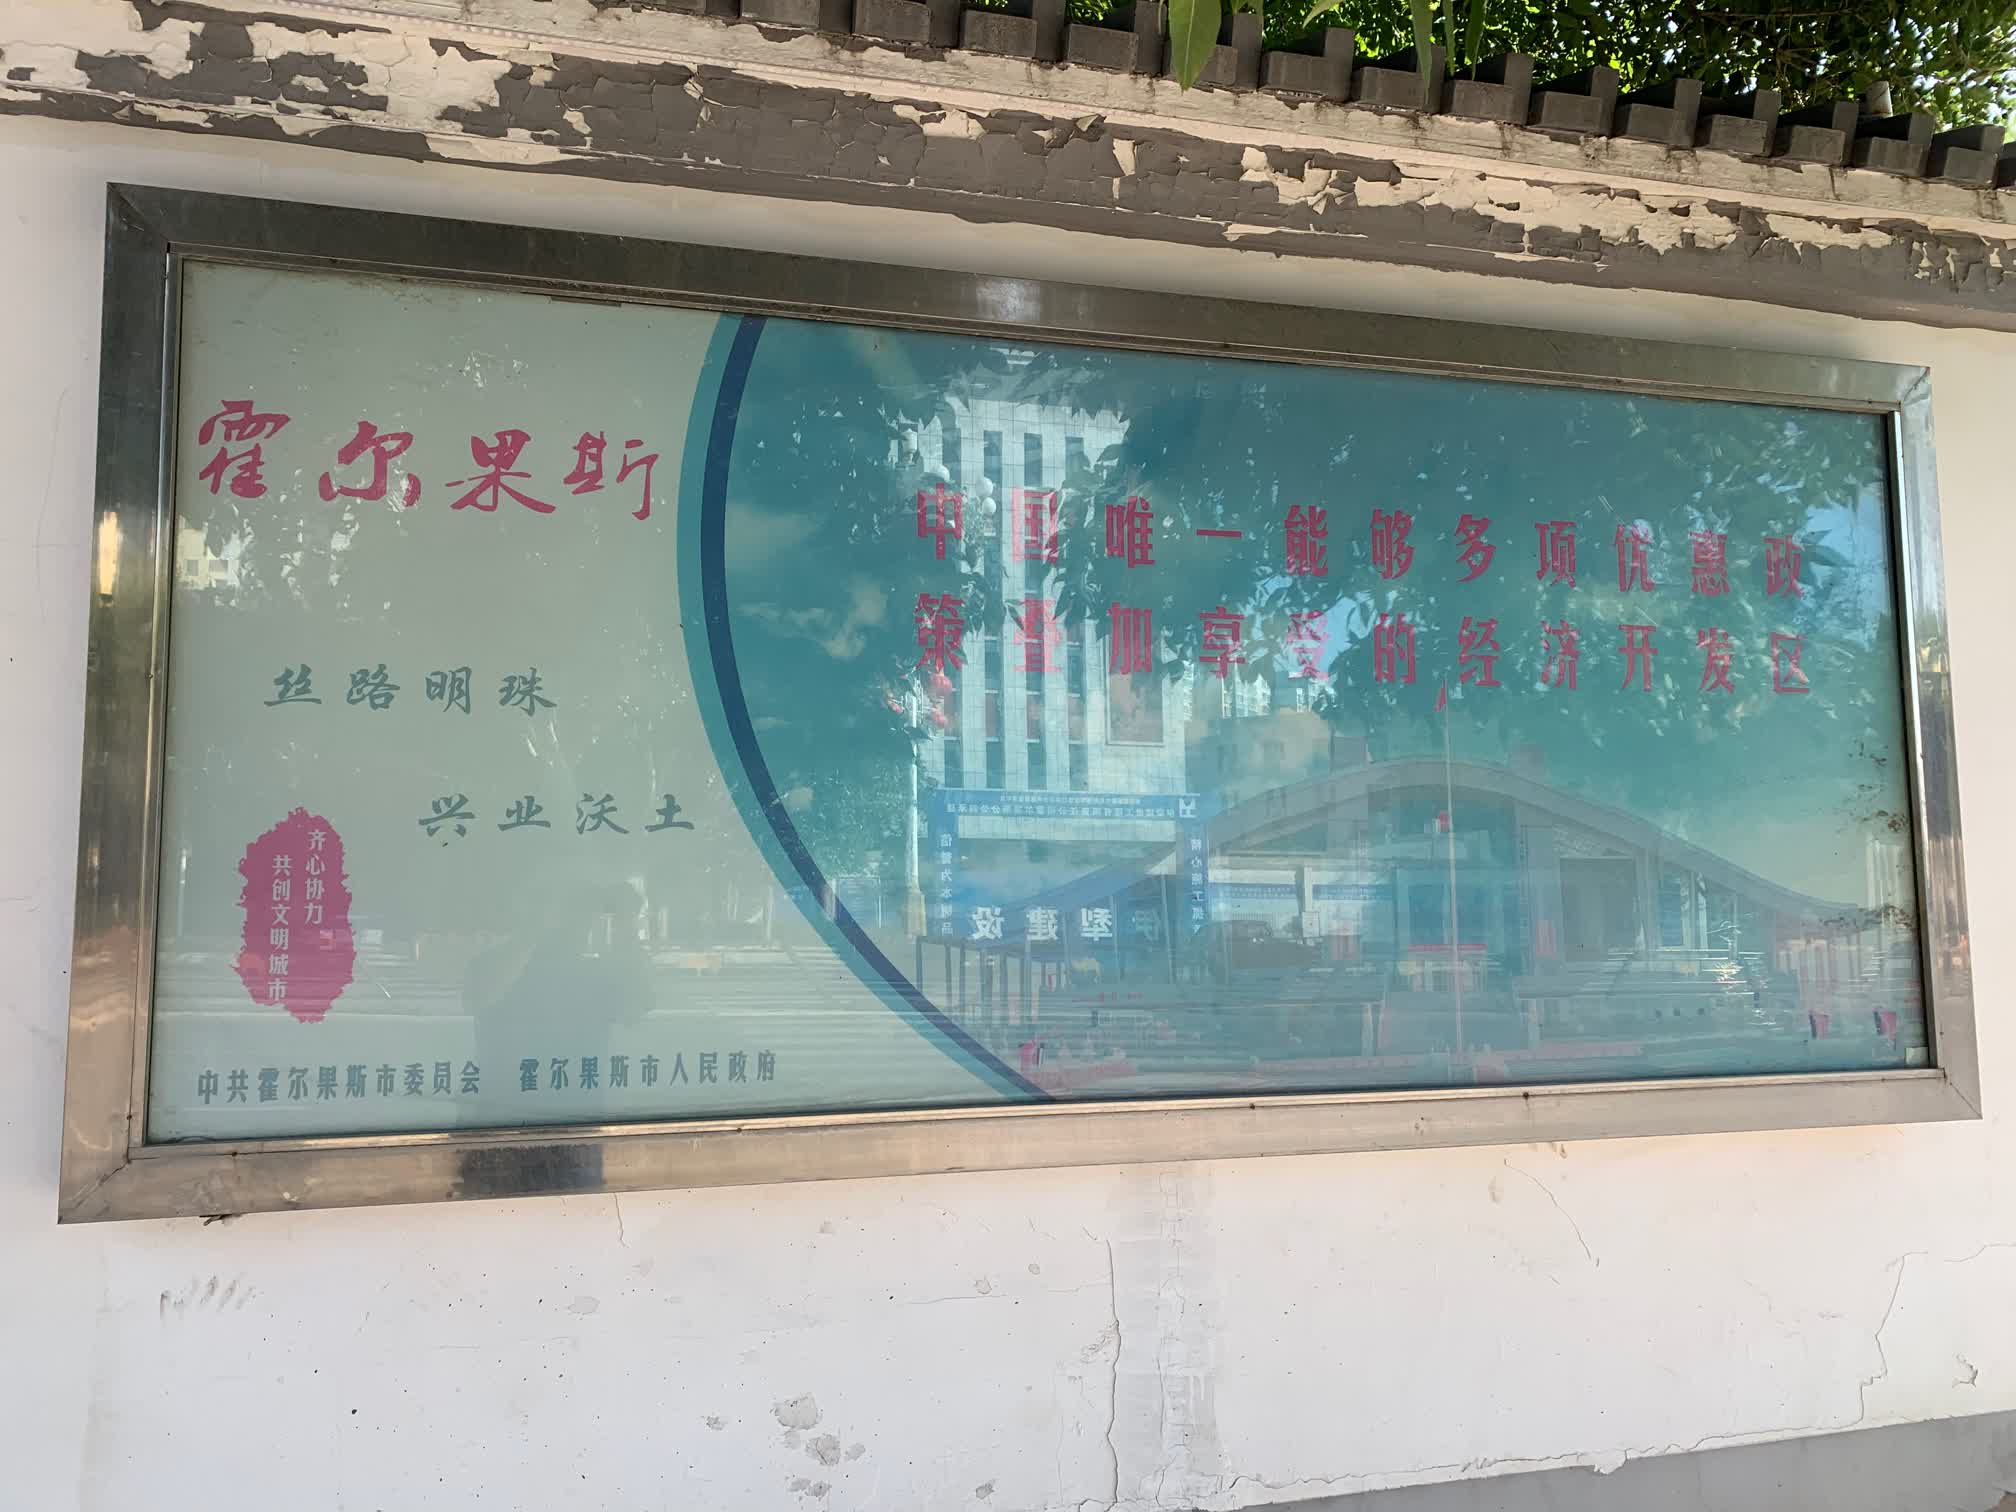 霍尔果斯
丝路明珠
兴业沃土
齐心协力
共创文明城市
中共霍尔果斯市委员会 霍尔果斯市人民政府
中国唯一能够多项优惠政
策叠加享受的经济开发区
犁建设